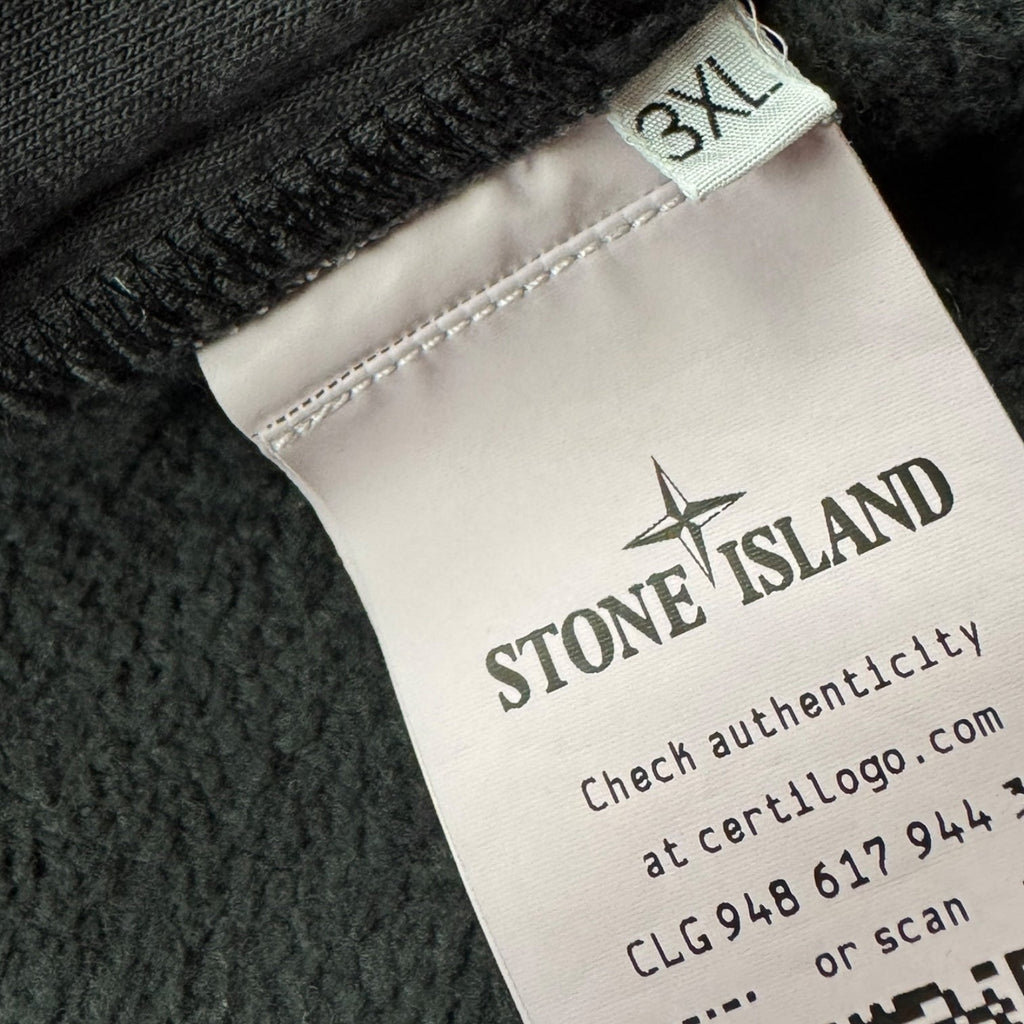 3XL
STONE ISLAND
Check authenticity
at certilogo.com
CLG 948 617 944
or scan